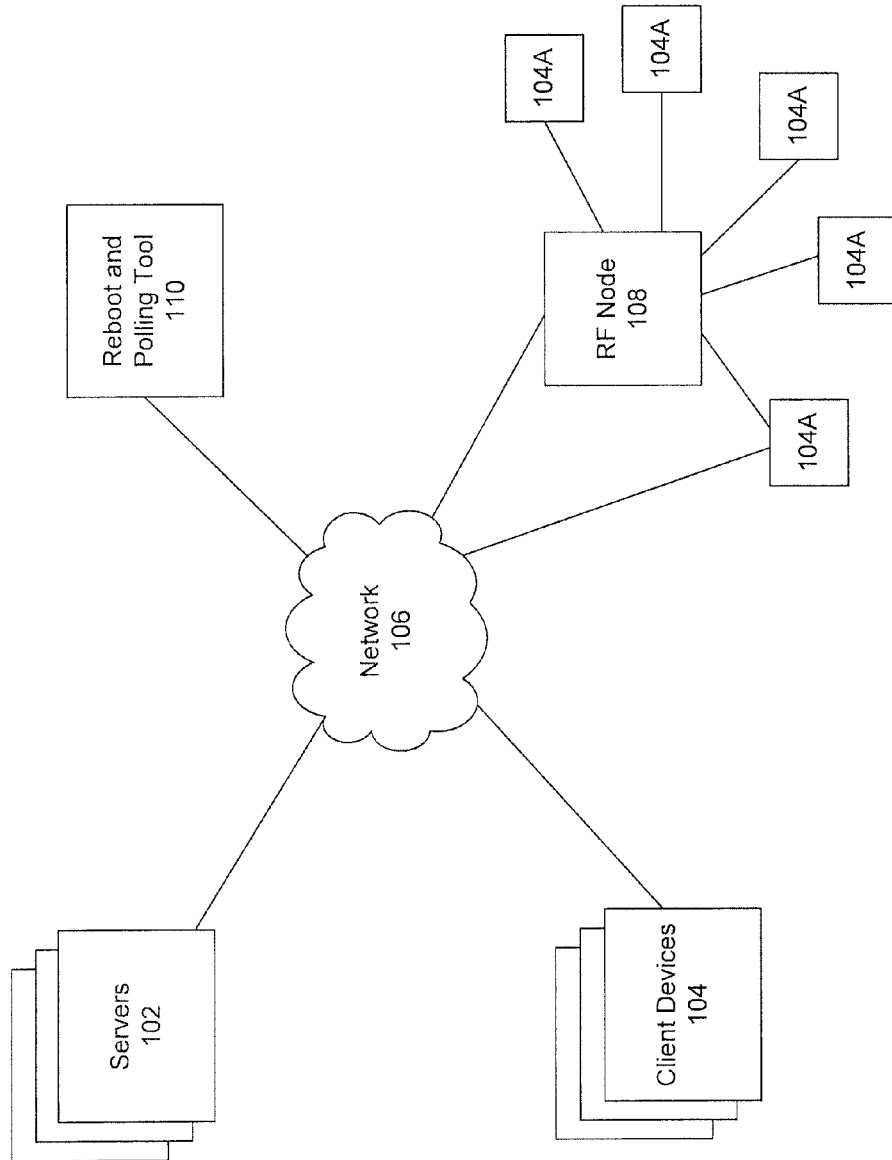 Servers
102
Client Devices
104
Network
106
Reboot and
Polling Tool
110
RF Node
108
104A
104A
104A
104A
104A